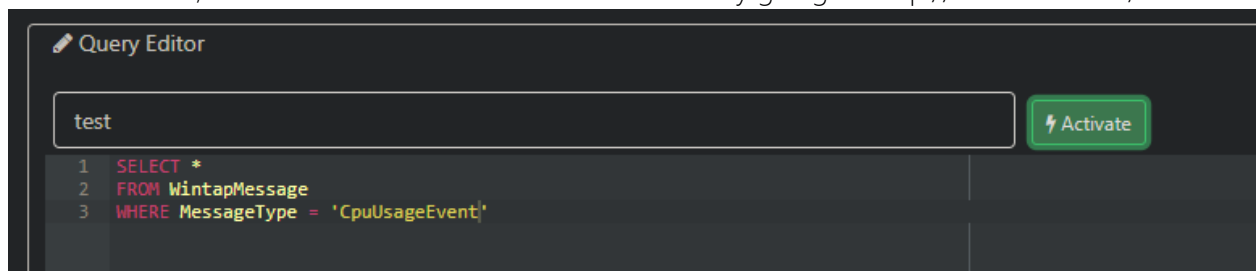 Query Editor
test
Activate
1 SELECT *
2 FROM WintapMessage
3 WHERE MessageType = 'CpuUsageEvent'